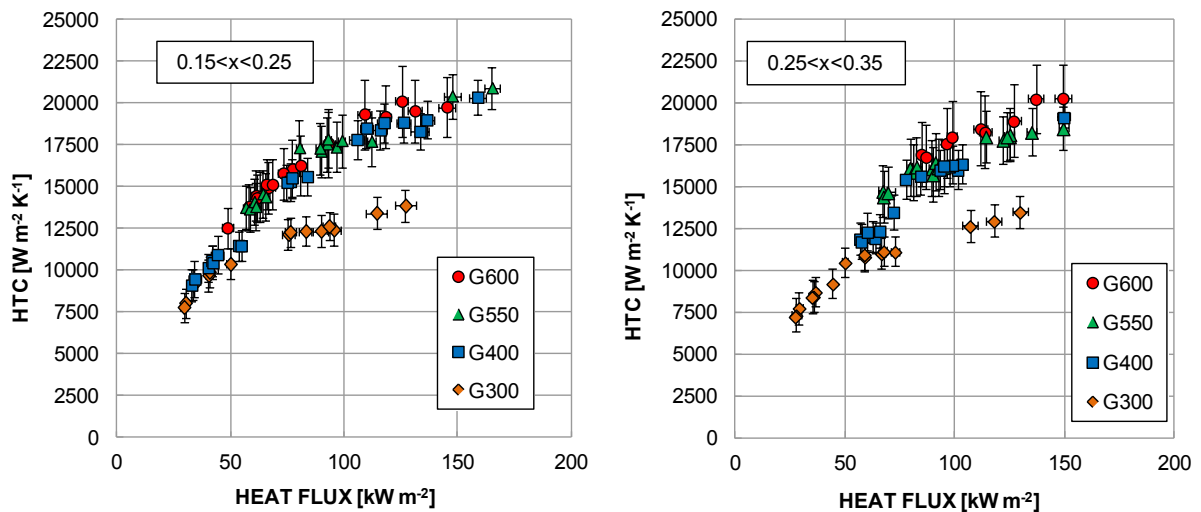 25000
22500
20000
17500
15000
12500
10000
7500
5000
2500
0
HTC [W m-2 K-1]
0.15<x<0.25
G600
G550
G400
G300
0 50 100 150 200
HEAT FLUX [kW m-2]
25000
22500
20000
17500
15000
12500
10000
7500
5000
2500
0
HTC [W m-2 K-1]
0.25<x<0.35
G600
G550
G400
G300
0 50 100 150 200
HEAT FLUX [kW m-2]